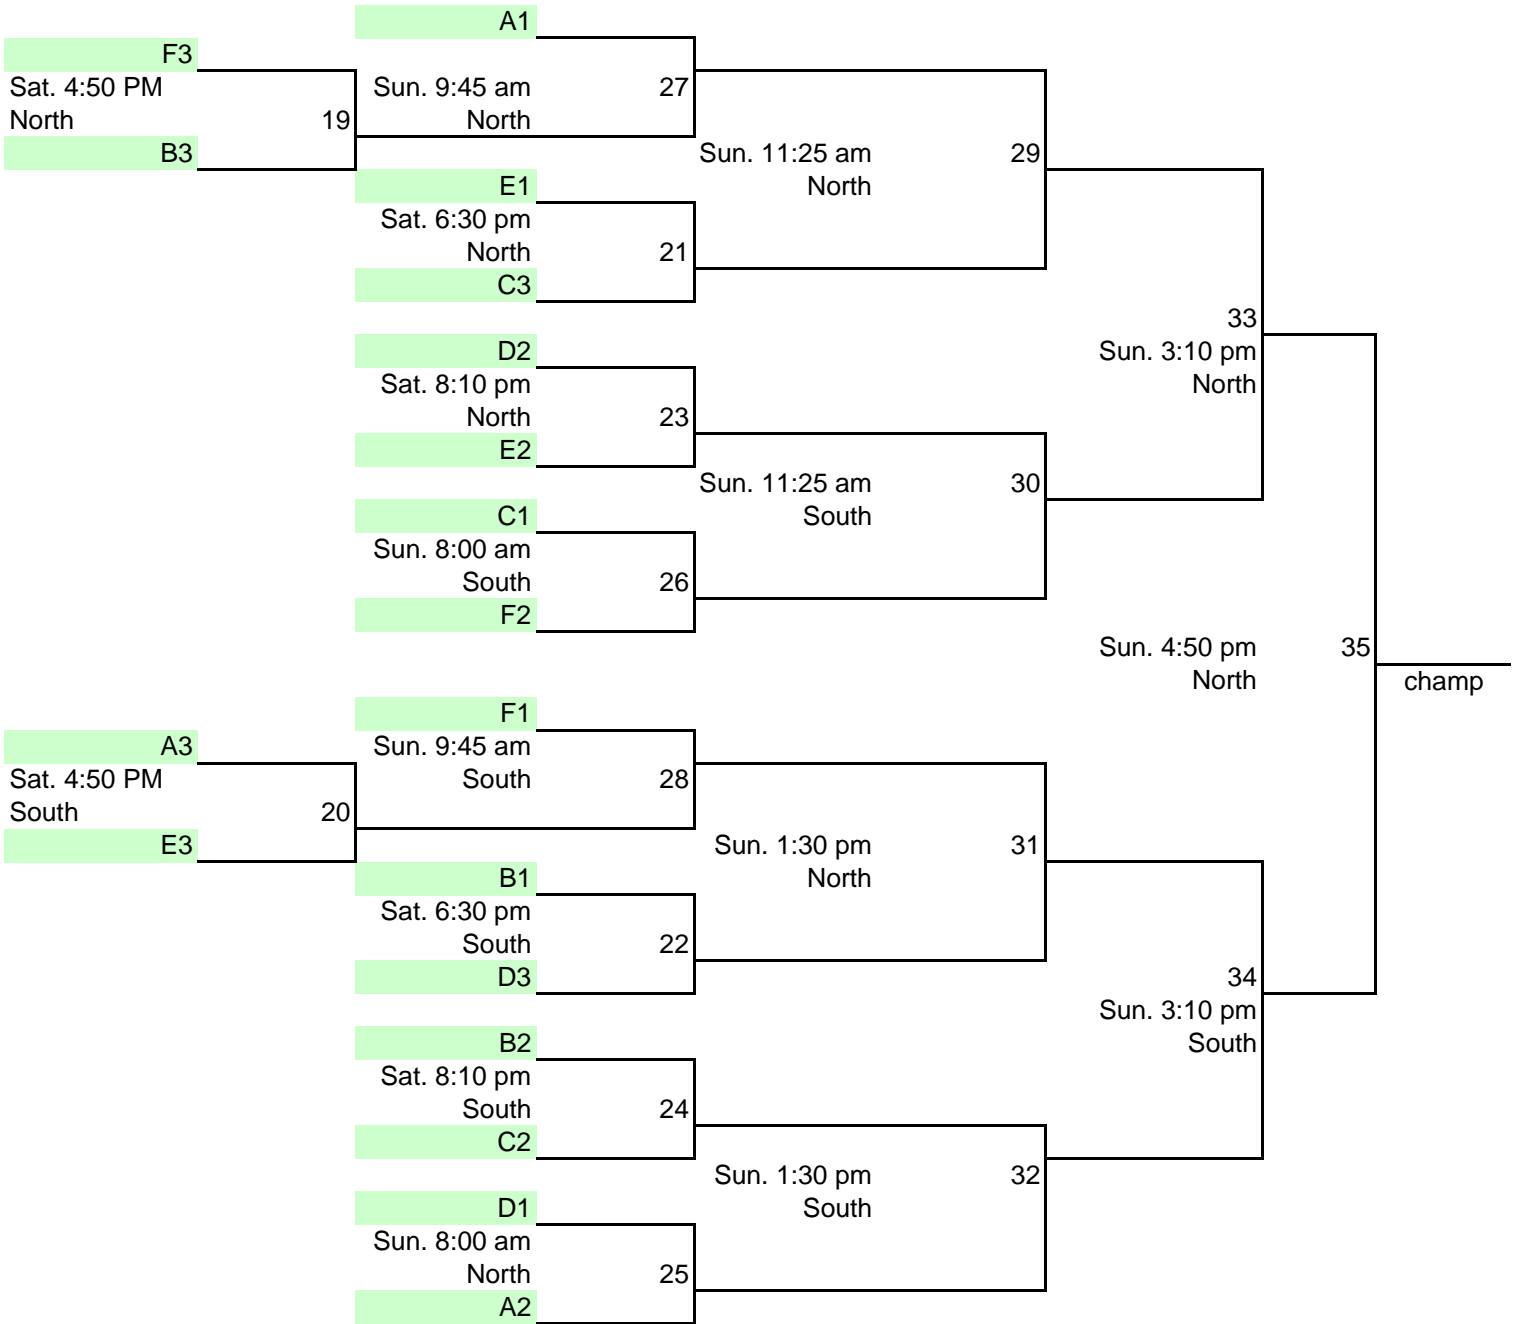 A1
F3
Sat. 4:50 PM
North
19
B3
Sun. 9:45 am
North
27
E1
Sat. 6:30 pm
North
21
C3
Sun. 11:25 am
North
29
D2
Sat. 8:10 pm
North
23
E2
C1
Sun. 8:00 am
South
26
F2
Sun. 11:25 am
South
30
33
Sun. 3:10 pm
North
Sun. 4:50 pm
North
35
champ
F1
A3
Sat. 4:50 PM
South
20
E3
Sun. 9:45 am
South
28
B1
Sat. 6:30 pm
South
22
D3
Sun. 1:30 pm
North
31
B2
Sat. 8:10 pm
South
24
C2
D1
Sun. 8:00 am
North
25
A2
Sun. 1:30 pm
South
32
34
Sun. 3:10 pm
South